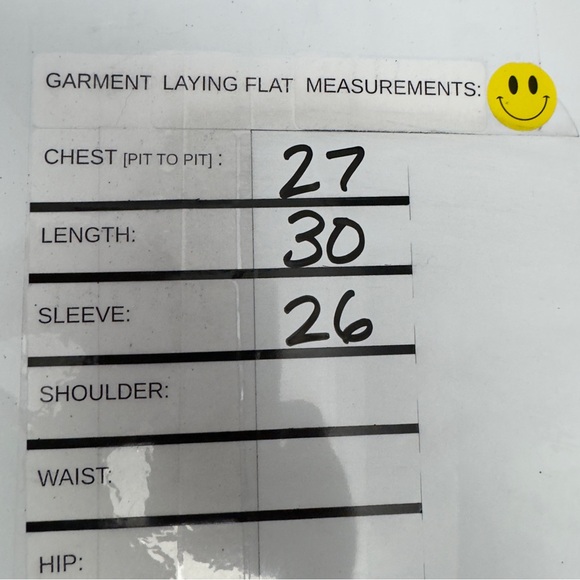 GARMENT LAYING FLAT MEASUREMENTS:
CHEST [PIT TO PIT] : 27
LENGTH: 30
SLEEVE: 26
SHOULDER:
WAIST:
HIP: